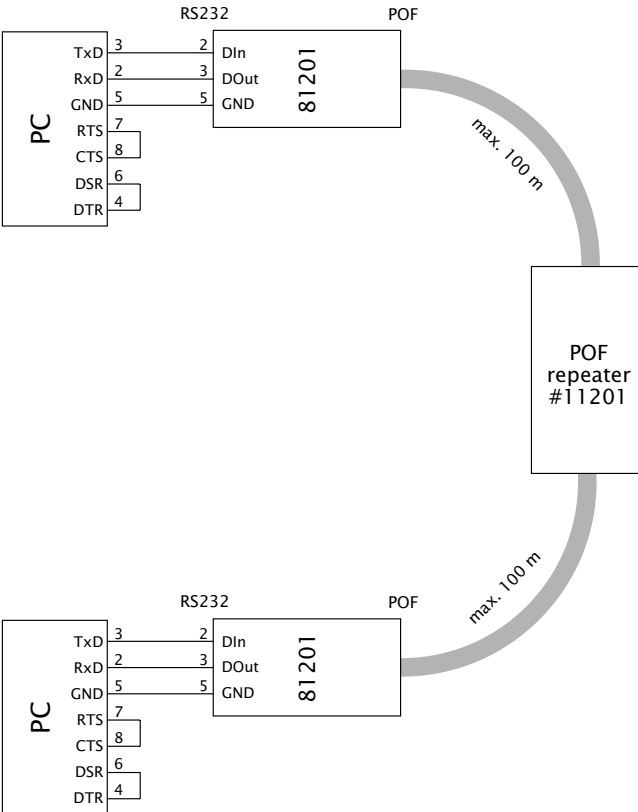 RS232 POF
TxD 3 2 DIn
RxD 2 3 DOut
GND 5 5 GND
RTS 7
CTS 8
DSR 6
DTR 4
PC
81201
max. 100 m
POF
repeater
#11201
max. 100 m
RS232 POF
TxD 3 2 DIn
RxD 2 3 DOut
GND 5 5 GND
RTS 7
CTS 8
DSR 6
DTR 4
PC
81201